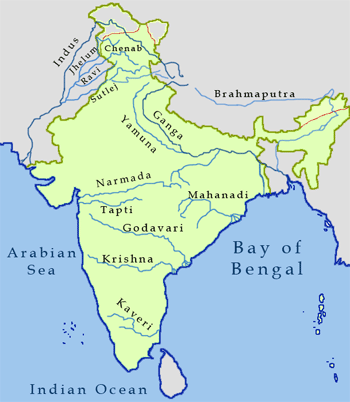 Indus
Jhelum
Chenab
Ravi
Sutlej
Brahmaputra
Ganga
Yamuna
Narmada
Mahanadi
Tapti
Godavari
Arabian
Sea
Bay of
Bengal
Krishna
Kaveri
Indian Ocean